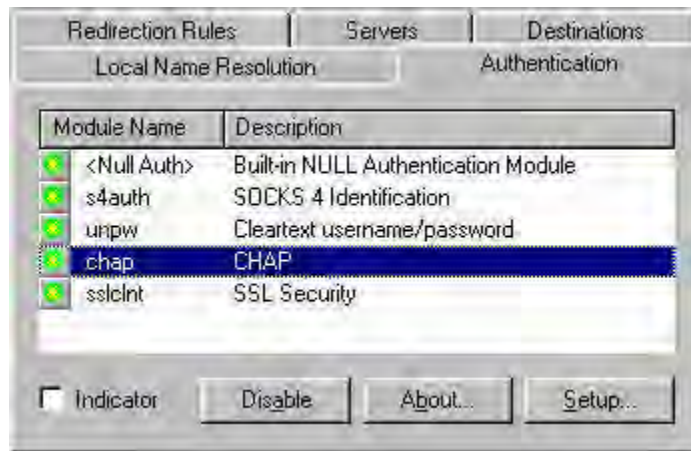 Redirection Rules Servers Destinations
Local Name Resolution Authentication
Module Name Description
<Null Auth> Built-in NULL Authentication Module
s4auth SOCKS 4 Identification
unpw Cleartext username/password
chap CHAP
sslclnt SSL Security
Indicator Disable About... Setup...